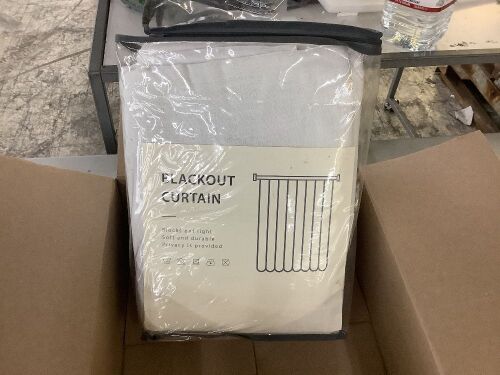 BLACKOUT
CURTAIN
Blocks out light
Soft and durable
Privacy is provided